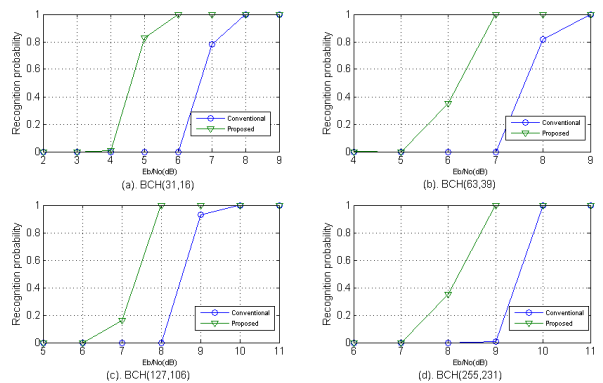 Recognition probability
1
0.8
0.6
0.4
0.2
0
2 3 4 5 6 7 8 9
Eb/No(dB)
Conventional
Proposed
(a). BCH(31,16)
Recognition probability
1
0.8
0.6
0.4
0.2
0
4 5 6 7 8 9
Eb/No(dB)
Conventional
Proposed
(b). BCH(63,39)
Recognition probability
1
0.8
0.6
0.4
0.2
0
5 6 7 8 9 10 11
Eb/No(dB)
Conventional
Proposed
(c). BCH(127,106)
Recognition probability
1
0.8
0.6
0.4
0.2
0
6 7 8 9 10 11
Eb/No(dB)
Conventional
Proposed
(d). BCH(255,231)